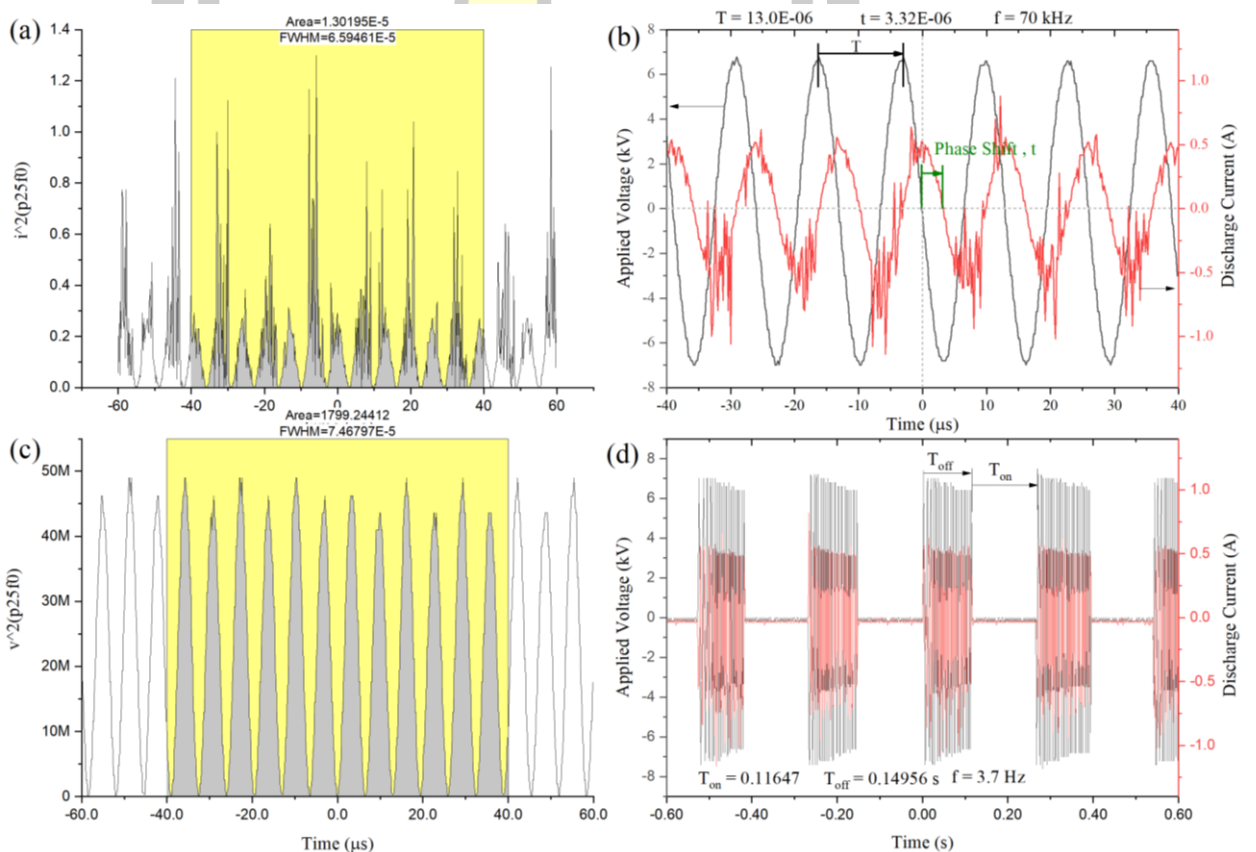 (a)
Area=1.30195E-5
FWHM=6.59461E-5
1.4
1.2
1.0
0.8
0.6
0.4
0.2
0.0
i^2(p25f0)
-60 -40 -20 0 20 40 60
(b)
T = 13.0E-06 t = 3.32E-06 f = 70 kHz
T
Phase Shift , t
8
6
4
2
0
-2
-4
-6
-8
Applied Voltage (kV)
1.0
0.5
0.0
-0.5
-1.0
Discharge Current (A)
-40 -30 -20 -10 0 10 20 30 40
Time (μs)
(c)
Area=1799.24412
FWHM=7.46797E-5
50M
40M
30M
20M
10M
0
v^2(p25f0)
-60.0 -40.0 -20.0 0.0 20.0 40.0 60.0
Time (μs)
(d)
Toff
Ton
8
6
4
2
0
-2
-4
-6
-8
Applied Voltage (kV)
1.0
0.5
0.0
-0.5
-1.0
Discharge Current (A)
Ton = 0.11647 Toff = 0.14956 s f = 3.7 Hz
-0.60 -0.40 -0.20 0.00 0.20 0.40 0.60
Time (s)